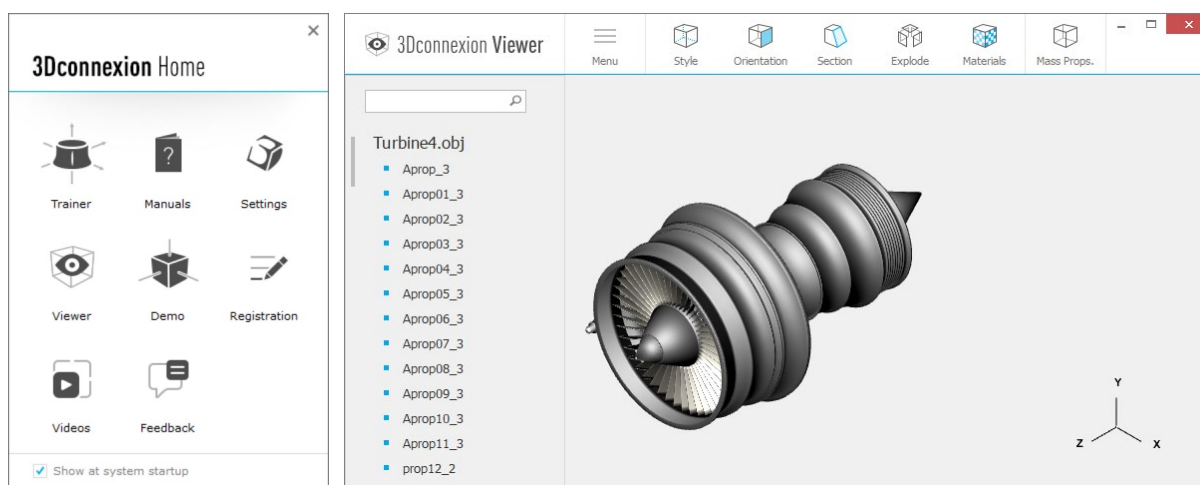 3Dconnexion Home
Trainer
Manuals
Settings
Viewer
Demo
Registration
Videos
Feedback
Show at system startup
3Dconnexion Viewer
Menu
Style
Orientation
Section
Explode
Materials
Mass Props.
Turbine4.obj
Aprop_3
Aprop01_3
Aprop02_3
Aprop03_3
Aprop04_3
Aprop05_3
Aprop06_3
Aprop07_3
Aprop08_3
Aprop09_3
Aprop10_3
Aprop11_3
prop12_2
Y
Z
X